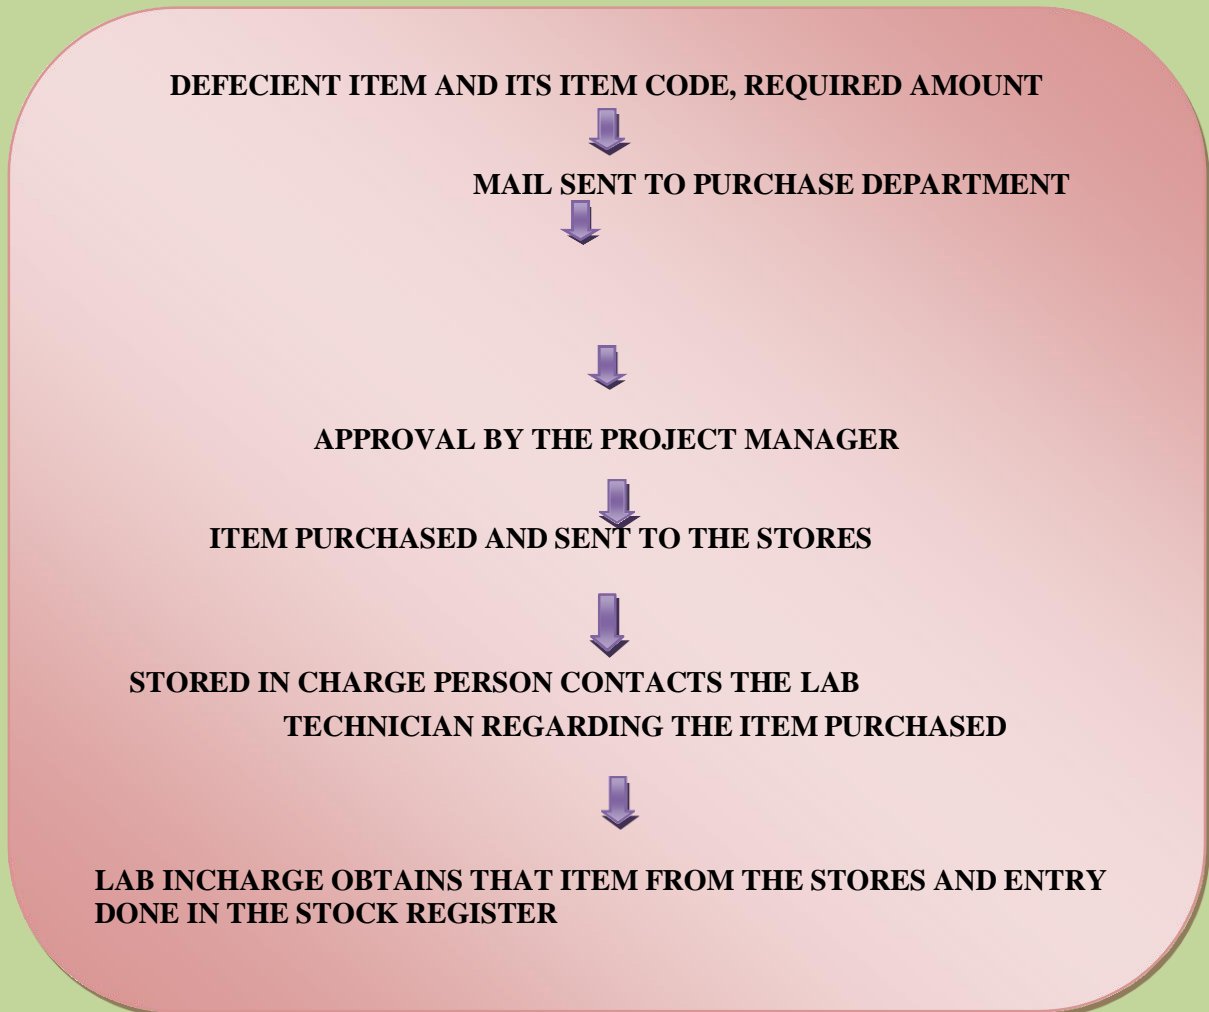 DEFECIENT ITEM AND ITS ITEM CODE, REQUIRED AMOUNT
MAIL SENT TO PURCHASE DEPARTMENT
APPROVAL BY THE PROJECT MANAGER
ITEM PURCHASED AND SENT TO THE STORES
STORED IN CHARGE PERSON CONTACTS THE LAB
TECHNICIAN REGARDING THE ITEM PURCHASED
LAB INCHARGE OBTAINS THAT ITEM FROM THE STORES AND ENTRY
DONE IN THE STOCK REGISTER